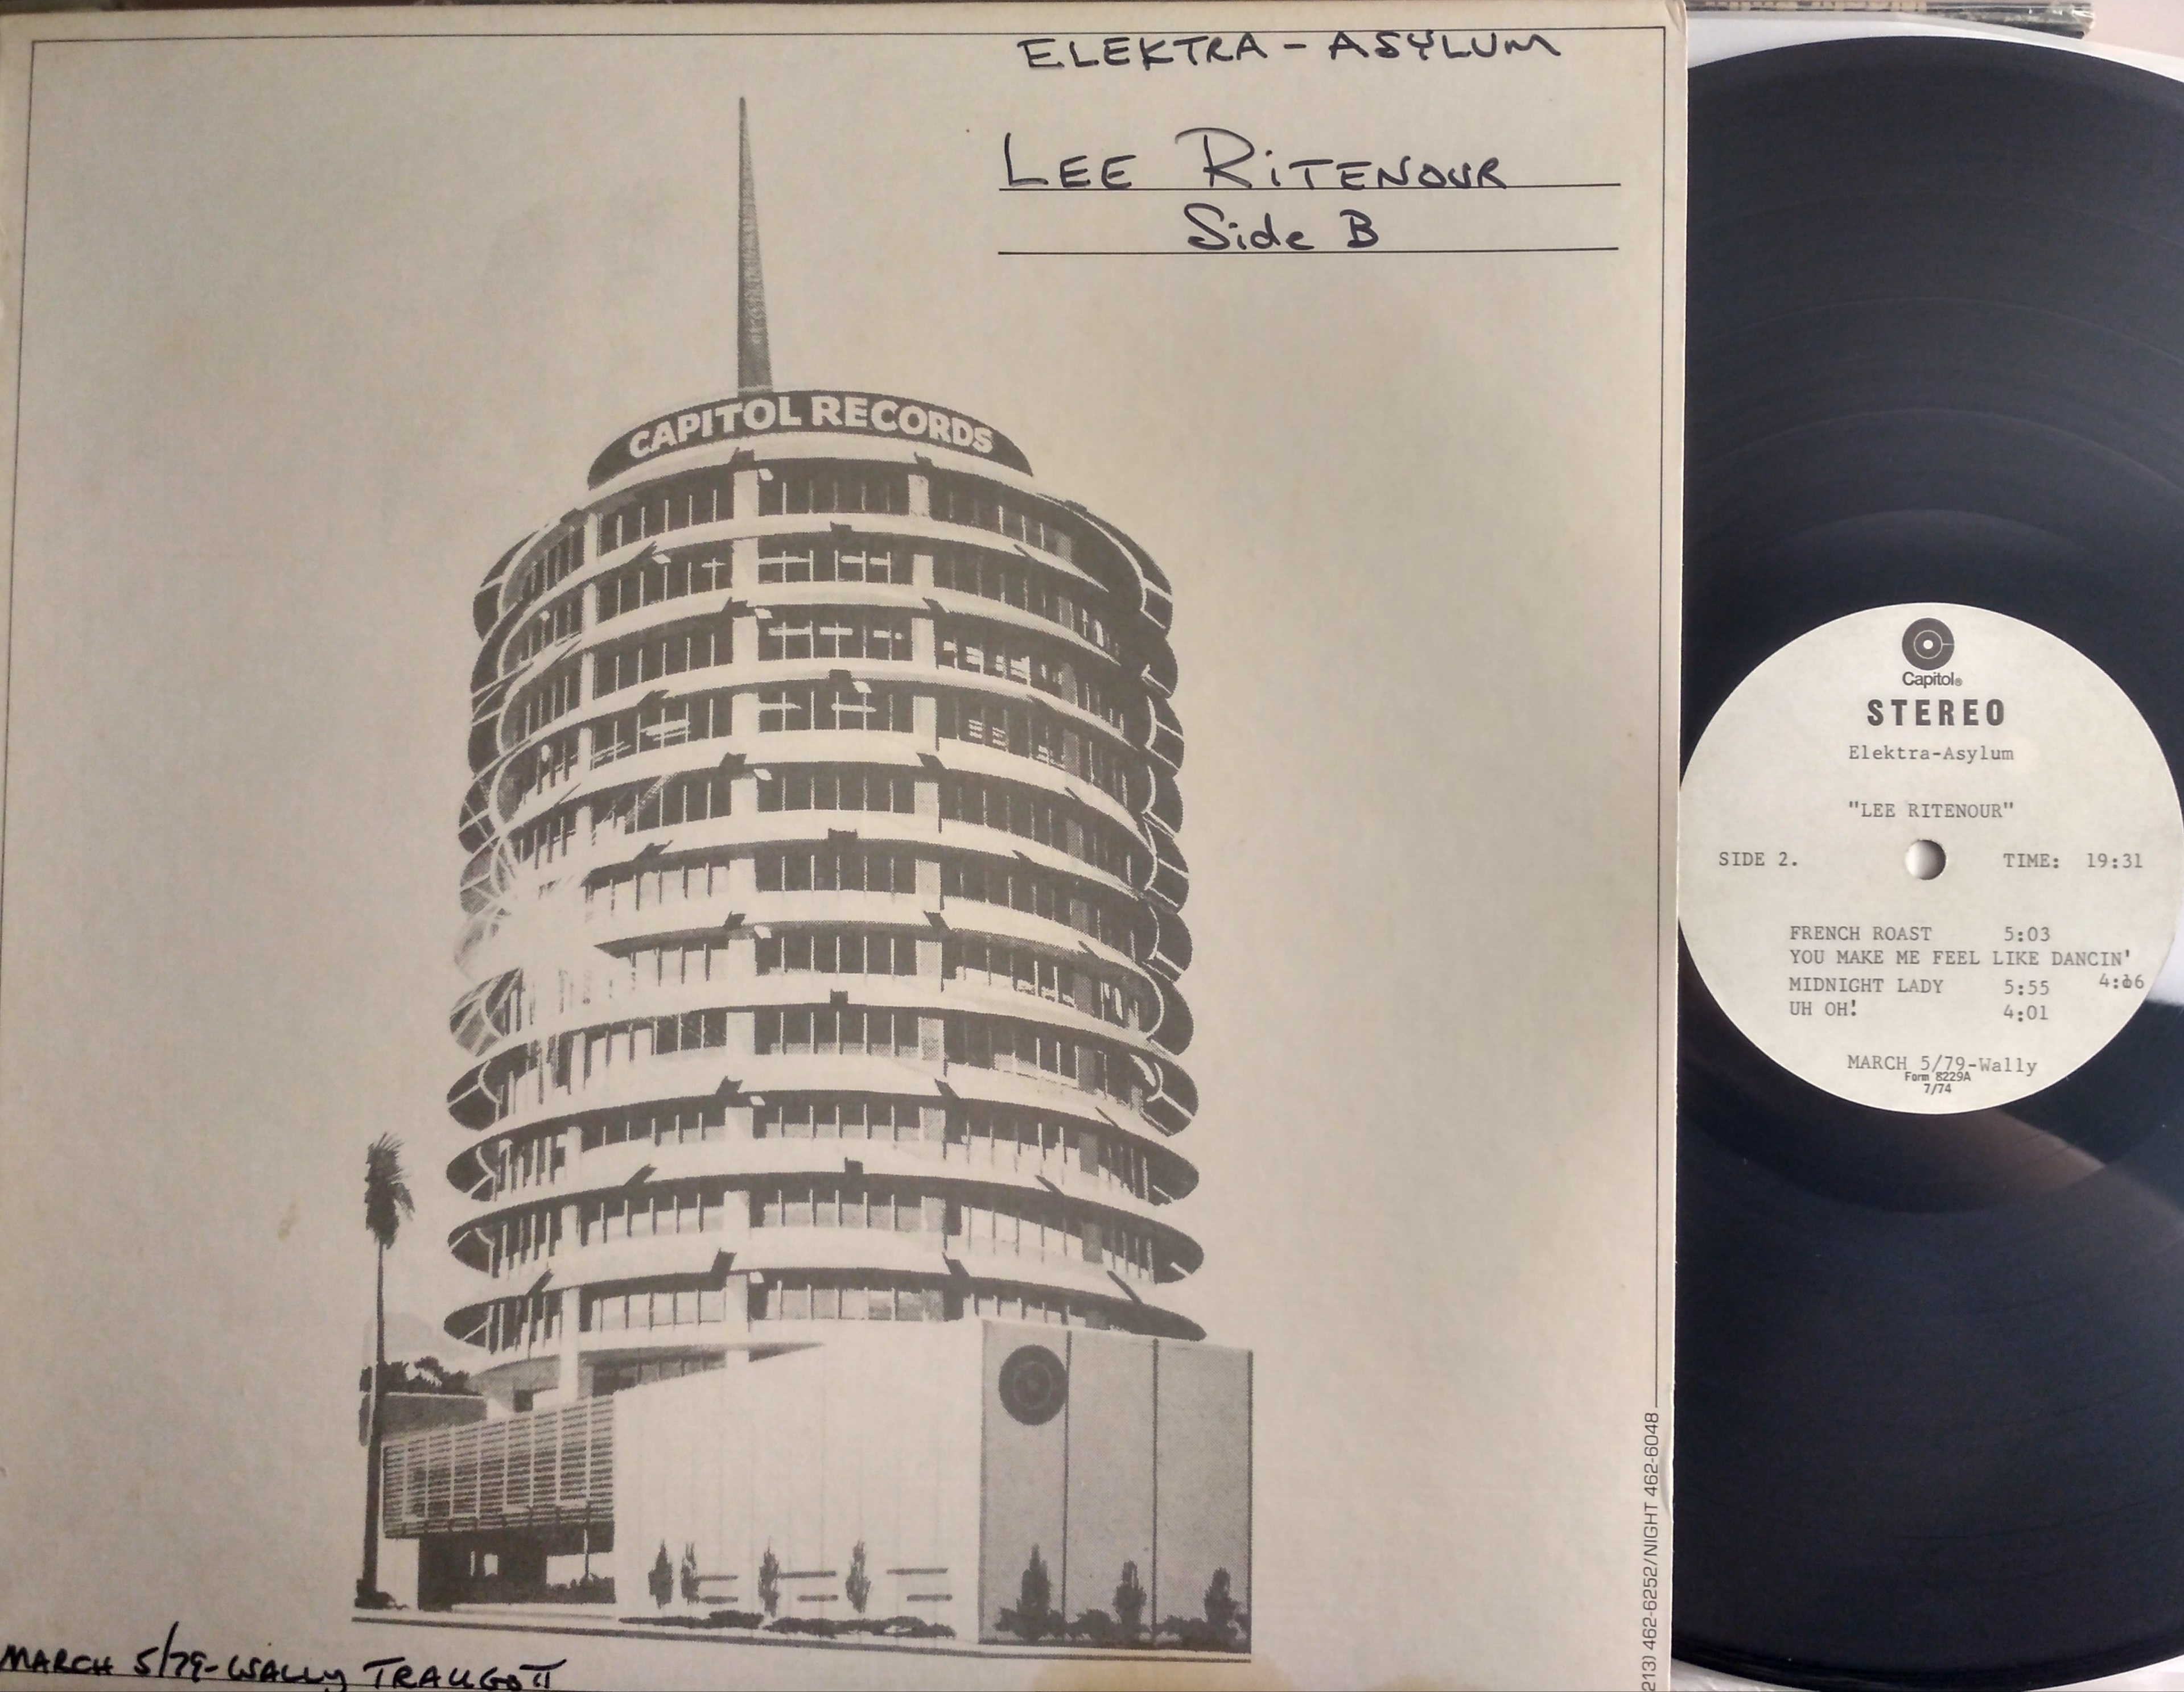 ELEKTRA - ASYLUM
LEE RITENOUR
Side B
CAPITOL RECORDS
MARCH 5/79-WALLY TRAUGOTT
213) 462-6252/NIGHT 462-6048
Capitol®
STEREO
Elektra-Asylum
"LEE RITENOUR"
SIDE 2. TIME: 19:31
FRENCH ROAST 5:03
YOU MAKE ME FEEL LIKE DANCIN'
MIDNIGHT LADY 5:55
UH OH! 4:01
MARCH 5/79-Wally
Form 8229A
7/74